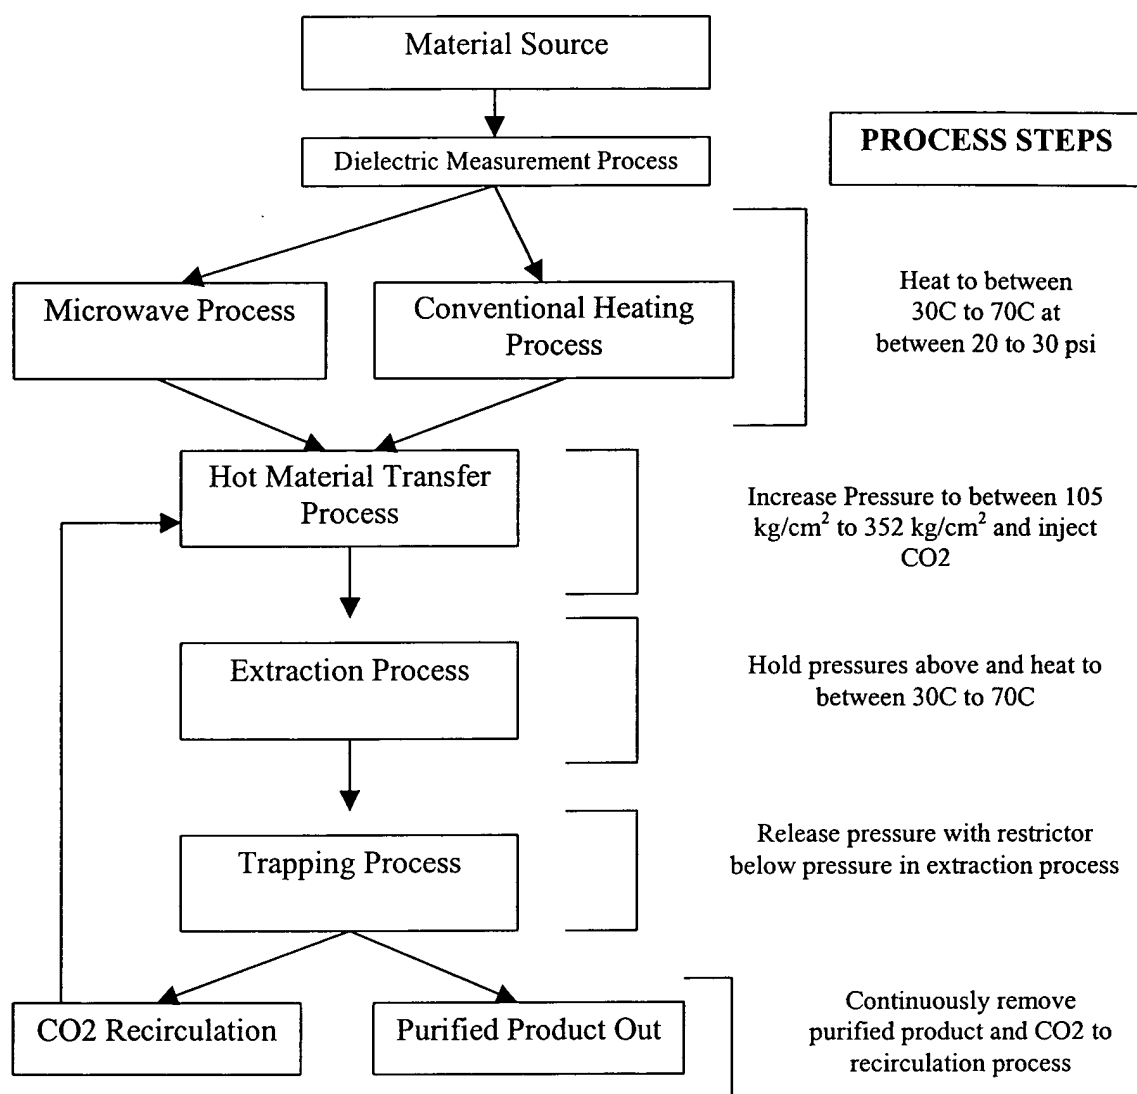 Material Source
Dielectric Measurement Process
PROCESS STEPS
Microwave Process
Conventional Heating
Process
Heat to between
30C to 70C at
between 20 to 30 psi
Hot Material Transfer
Process
Increase Pressure to between 105
kg/cm² to 352 kg/cm² and inject
CO2
Extraction Process
Hold pressures above and heat to
between 30C to 70C
Trapping Process
Release pressure with restrictor
below pressure in extraction process
CO2 Recirculation
Purified Product Out
Continuously remove
purified product and CO2 to
recirculation process